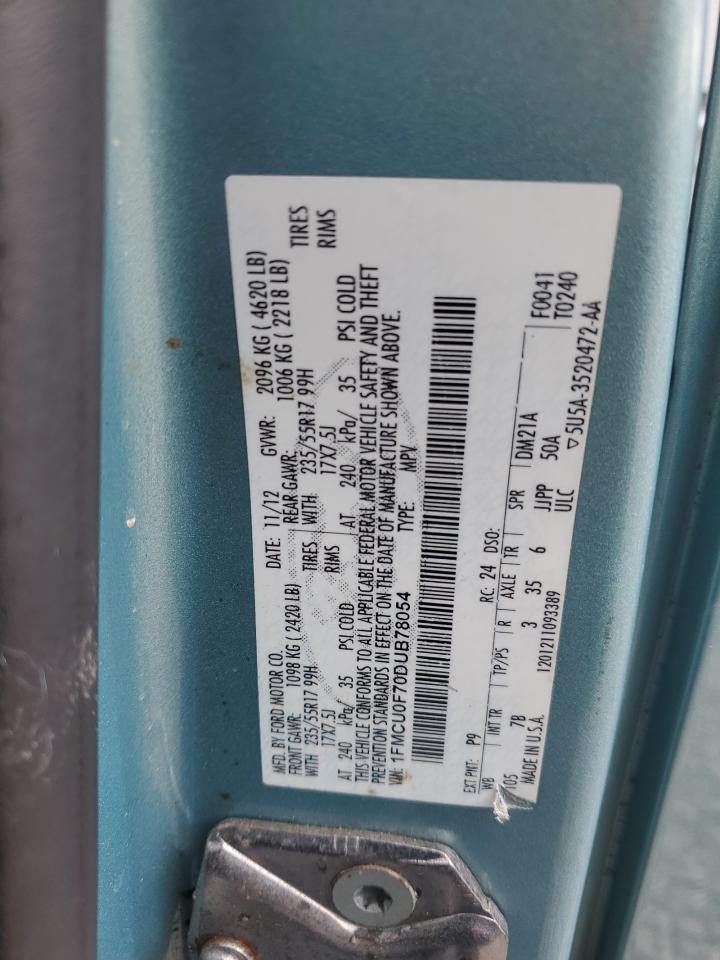 MFD. BY FORD MOTOR CO. DATE: 11/12 GVWR: 2096 KG ( 4620 LB)
FRONT GAWR: 1098 KG ( 2420 LB) REAR GAWR: 1006 KG ( 2218 LB)
WITH 235/55R17 99H TIRES WITH 235/55R17 99H TIRES
17X7.5J RIMS 17X7.5J RIMS
AT 240 kPa/ 35 PSI COLD AT 240 kPa/ 35 PSI COLD
THIS VEHICLE CONFORMS TO ALL APPLICABLE FEDERAL MOTOR VEHICLE SAFETY AND THEFT
PREVENTION STANDARDS IN EFFECT ON THE DATE OF MANUFACTURE SHOWN ABOVE.
VIN: 1FMCU0F70DUB78054 TYPE: MPV
EXT PNT: P9 RC: 24 DSO: F0041
WB INT TR TP/PS R AXLE TR SPR DM21A T0240
105 7B 3 35 6 JJPP 50A
MADE IN U.S.A. ULC
1201211093389 ▽5U5A-3520472-AA